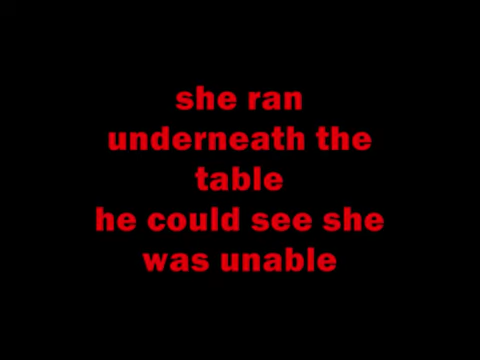 she ran
underneath the
table
he could see she
was unable